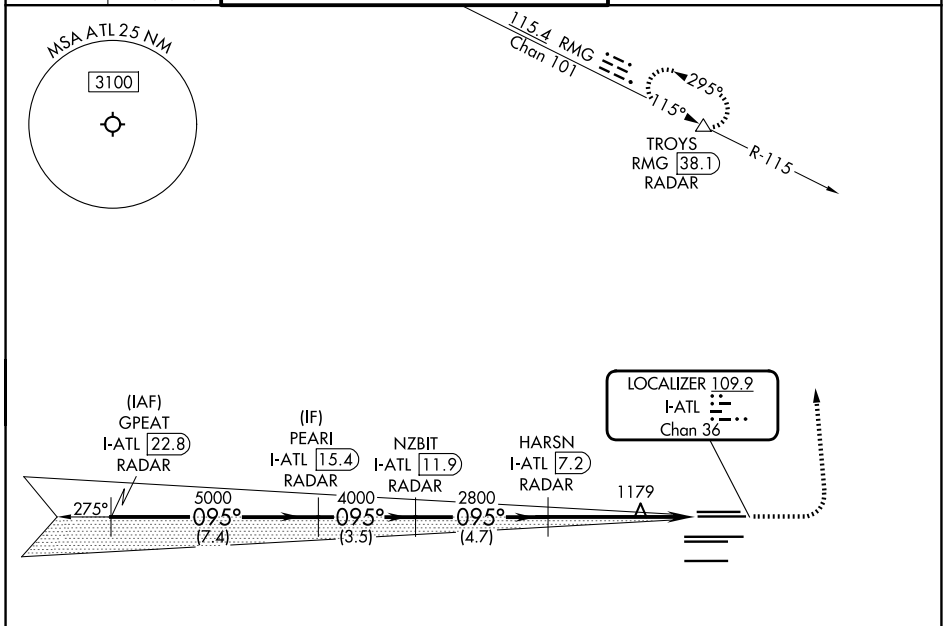 MSA ATL 25 NM
3100
115.4 RMG
Chan 101
295°
115°
TROYS
RMG 38.1
RADAR
R-115
LOCALIZER 109.9
I-ATL
Chan 36
(IAF)
GPEAT
I-ATL 22.8
RADAR
(IF)
PEARI
I-ATL 15.4
RADAR
NZBIT
I-ATL 11.9
RADAR
HARSN
I-ATL 7.2
RADAR
1179
275°
5000
095°
(7.4)
4000
095°
(3.5)
2800
095°
(4.7)